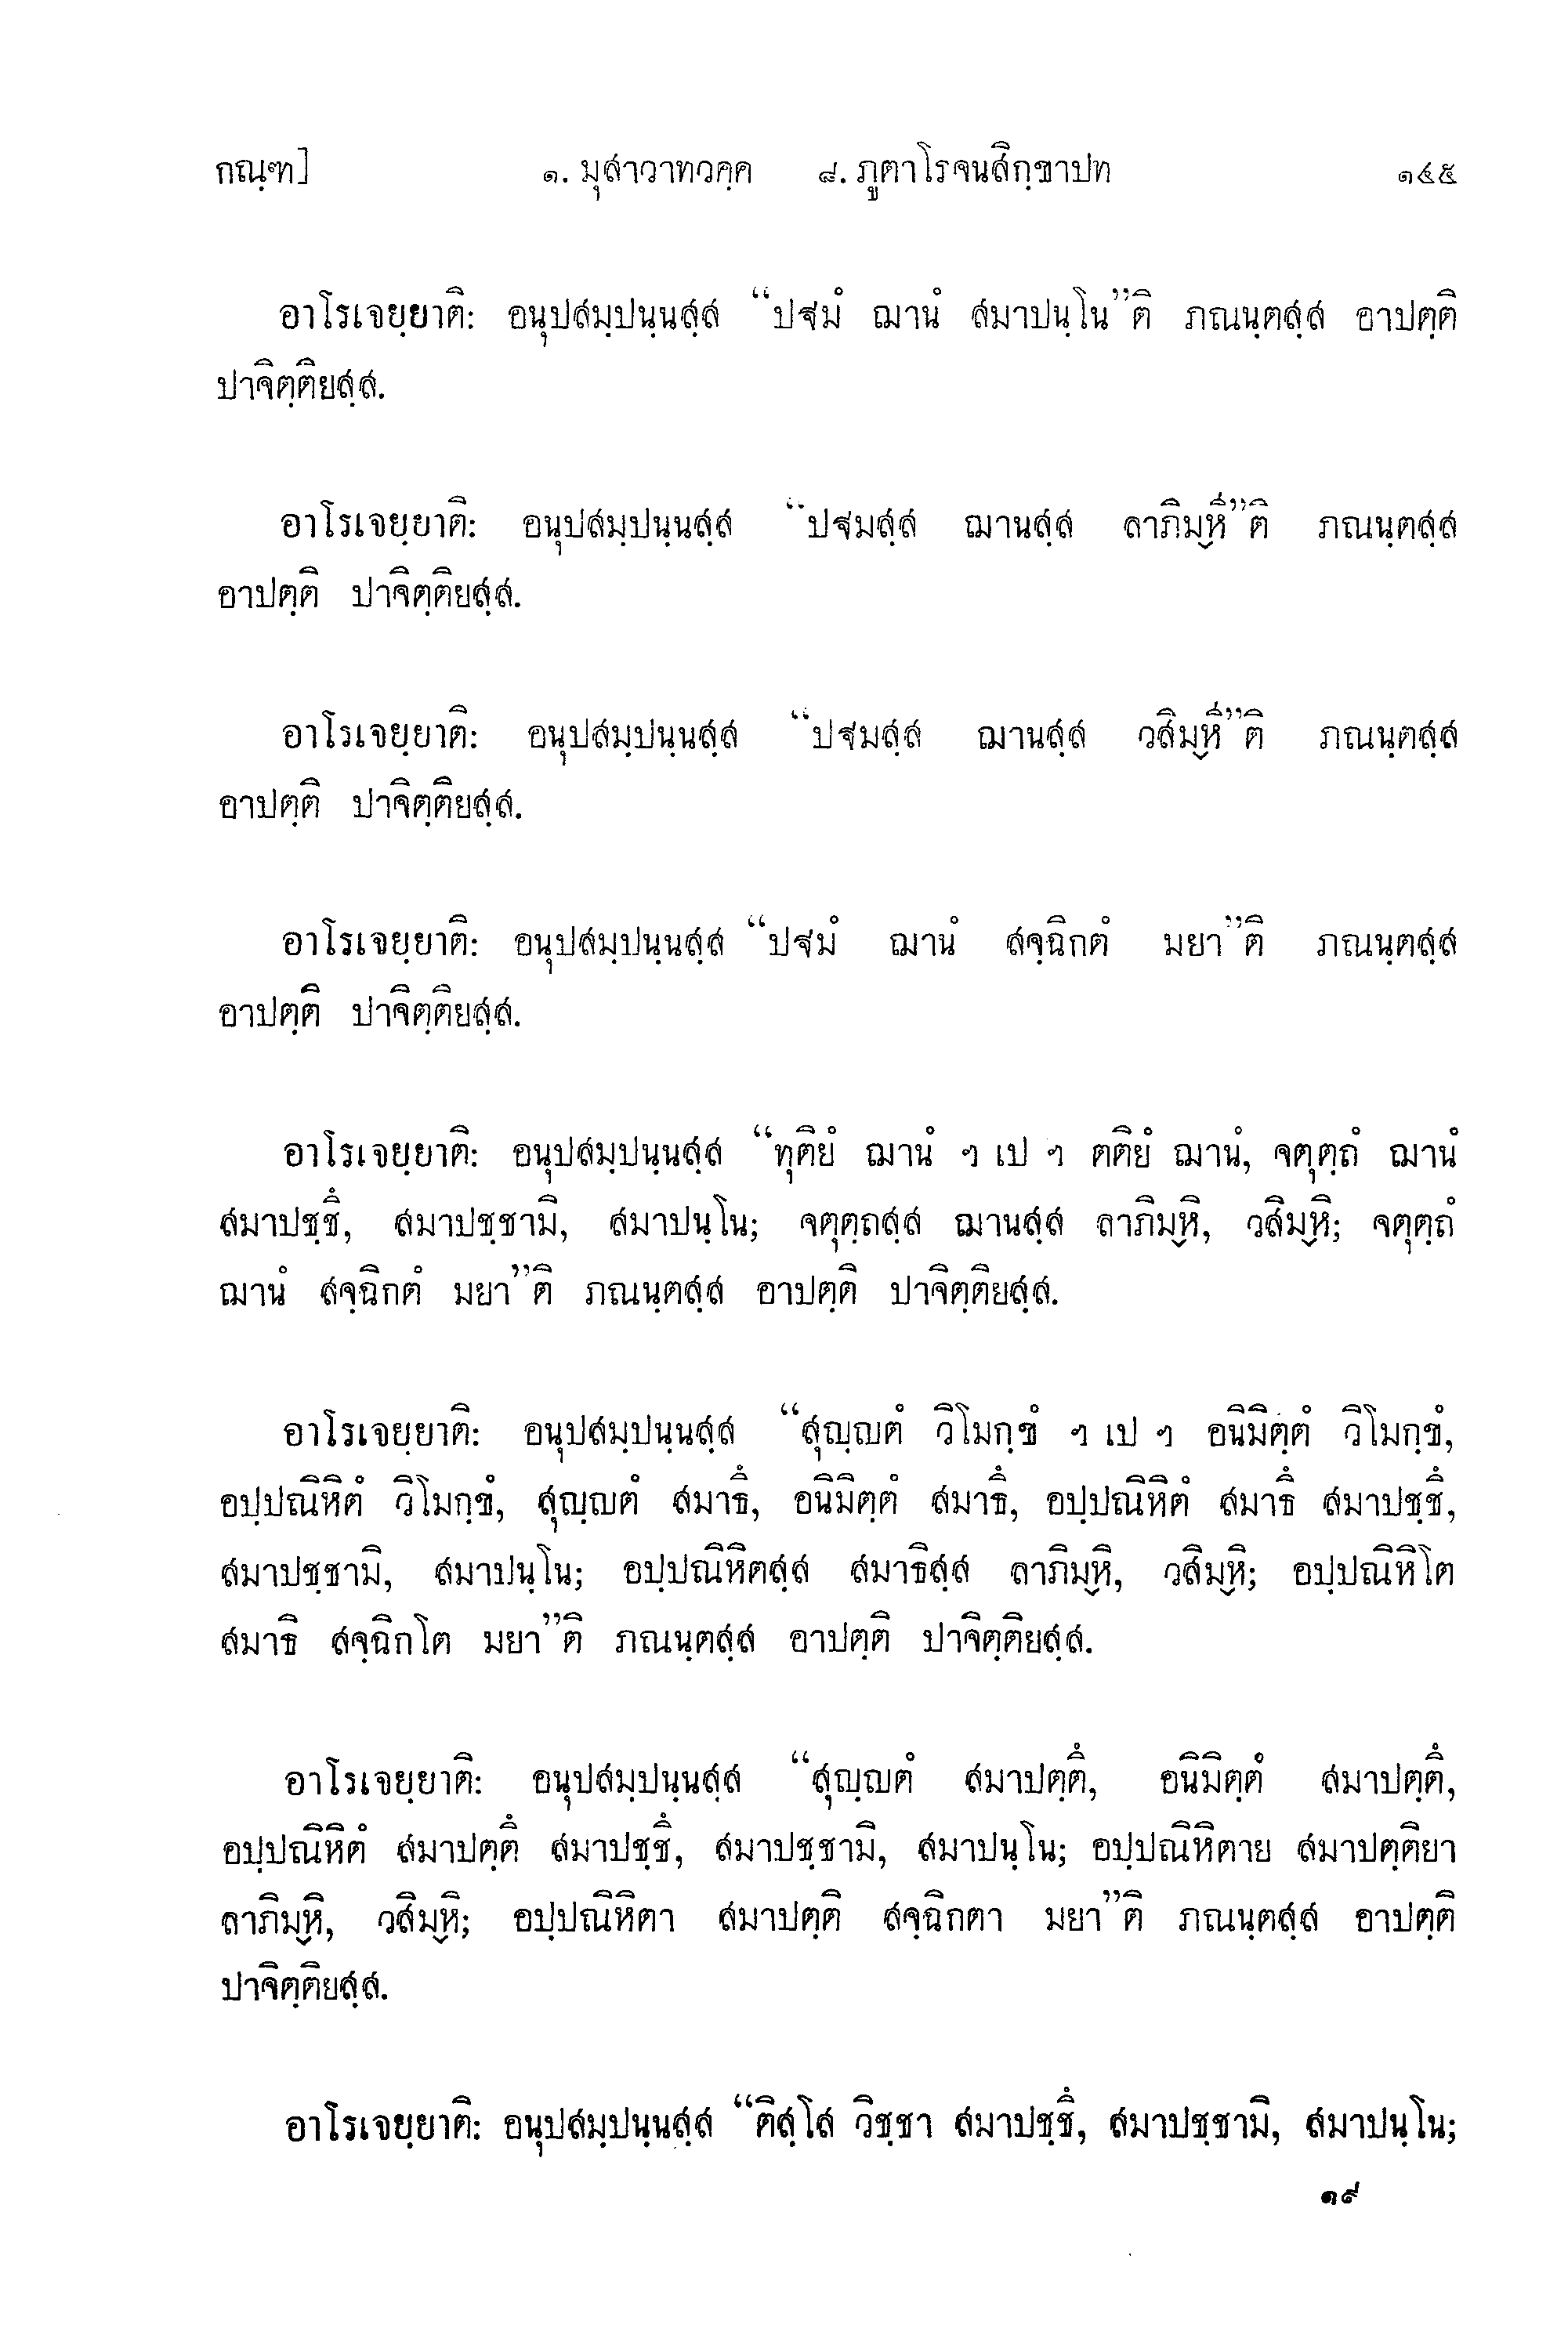 กณฺฑ] ๑. มุสาวาทวคฺค ๘. ภูตาโรจนสิกฺขาปท ๑๔๕
อาโรเจยฺยาติ: อนุปสมฺปนฺนสฺส “ปฐมํ ฌานํ สมาปนฺโน”ติ ภณนฺตสฺส อาปตฺติ
ปาจิตฺติยสฺส.
อาโรเจยฺยาติ: อนุปสมฺปนฺนสฺส “ปฐมสฺส ฌานสฺส ลาภิมฺหี”ติ ภณนฺตสฺส
อาปตฺติ ปาจิตฺติยสฺส.
อาโรเจยฺยาติ: อนุปสมฺปนฺนสฺส “ปฐมสฺส ฌานสฺส วสิมฺหี”ติ ภณนฺตสฺส
อาปตฺติ ปาจิตฺติยสฺส.
อาโรเจยฺยาติ: อนุปสมฺปนฺนสฺส “ปฐมํ ฌานํ สจฺฉิกตํ มยา”ติ ภณนฺตสฺส
อาปตฺติ ปาจิตฺติยสฺส.
อาโรเจยฺยาติ: อนุปสมฺปนฺนสฺส “ทุติยํ ฌานํ ฯ เป ฯ ตติยํ ฌานํ, จตุตฺถํ ฌานํ
สมาปชฺชึ, สมาปชฺชามิ, สมาปนฺโน; จตุตฺถสฺส ฌานสฺส ลาภิมฺหิ, วสิมฺหิ; จตุตฺถํ
ฌานํ สจฺฉิกตํ มยา”ติ ภณนฺตสฺส อาปตฺติ ปาจิตฺติยสฺส.
อาโรเจยฺยาติ: อนุปสมฺปนฺนสฺส “สุญฺญตํ วิโมกฺขํ ฯ เป ฯ อนิมิตฺตํ วิโมกฺขํ,
อปฺปณิหิตํ วิโมกฺขํ, สุญฺญตํ สมาธึ, อนิมิตฺตํ สมาธึ, อปฺปณิหิตํ สมาธึ สมาปชฺชึ,
สมาปชฺชามิ, สมาปนฺโน; อปฺปณิหิตสฺส สมาธิสฺส ลาภิมฺหิ, วสิมฺหิ; อปฺปณิหิโต
สมาธิ สจฺฉิกโต มยา”ติ ภณนฺตสฺส อาปตฺติ ปาจิตฺติยสฺส.
อาโรเจยฺยาติ: อนุปสมฺปนฺนสฺส “สุญฺญตํ สมาปตฺตึ, อนิมิตฺตํ สมาปตฺตึ,
อปฺปณิหิตํ สมาปตฺตึ สมาปชฺชึ, สมาปชฺชามิ, สมาปนฺโน; อปฺปณิหิตาย สมาปตฺติยา
ลาภิมฺหิ, วสิมฺหิ; อปฺปณิหิตา สมาปตฺติ สจฺฉิกตา มยา”ติ ภณนฺตสฺส อาปตฺติ
ปาจิตฺติยสฺส.
อาโรเจยฺยาติ: อนุปสมฺปนฺนสฺส “ติสฺโส วิชฺชา สมาปชฺชึ, สมาปชฺชามิ, สมาปนฺโน;
๑๙